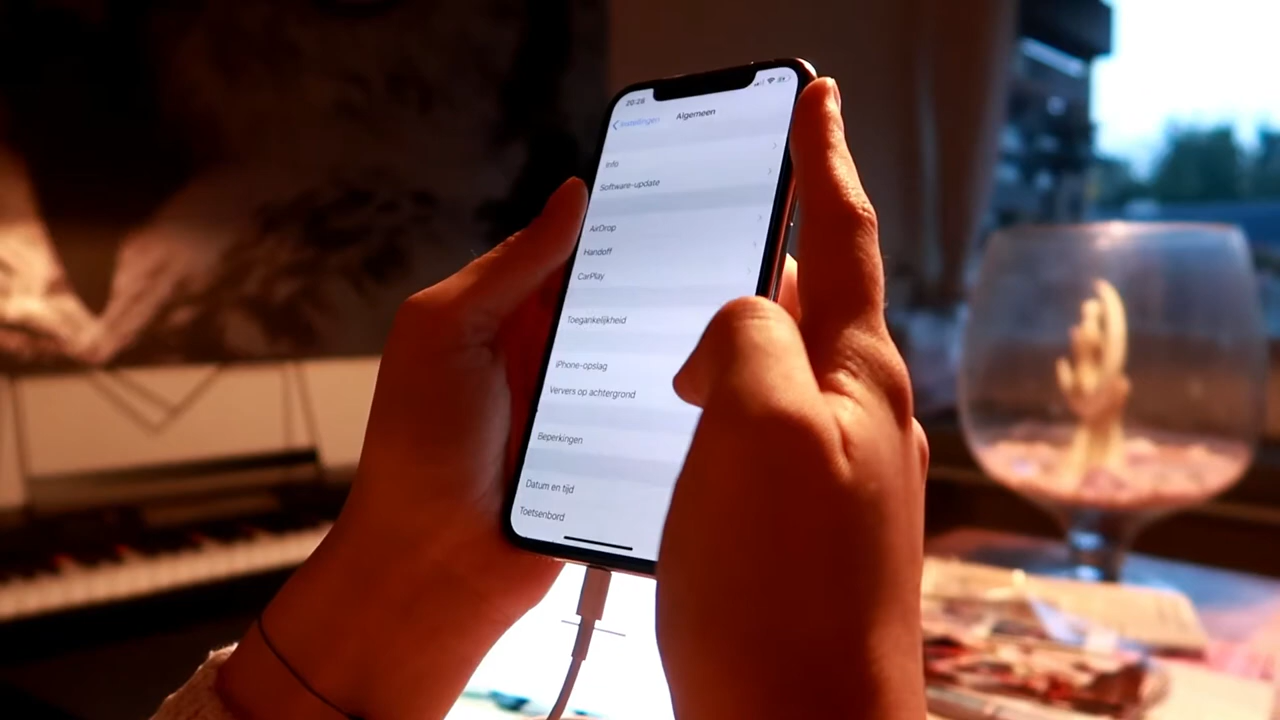 20:28
Instellingen
Algemeen
Info
Software-update
AirDrop
Handoff
CarPlay
Toegankelijkheid
iPhone-opslag
Ververs op achtergrond
Beperkingen
Datum en tijd
Toetsenbord